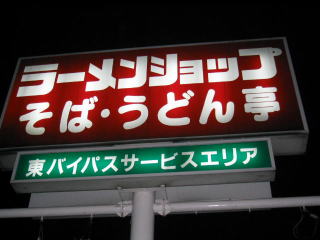 ラーメンショップ
そば・うどん亭
東バイパスサービスエリア